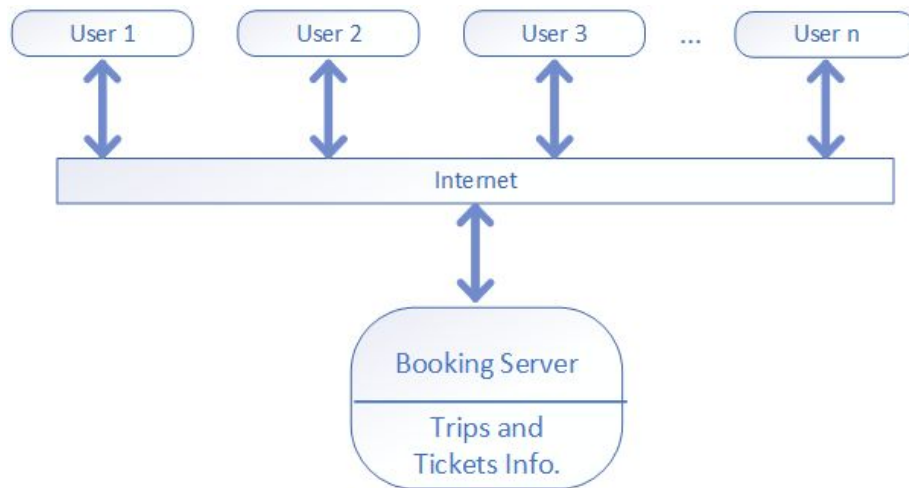 User 1 User 2 User 3 ... User n
Internet
Booking Server
Trips and
Tickets Info.